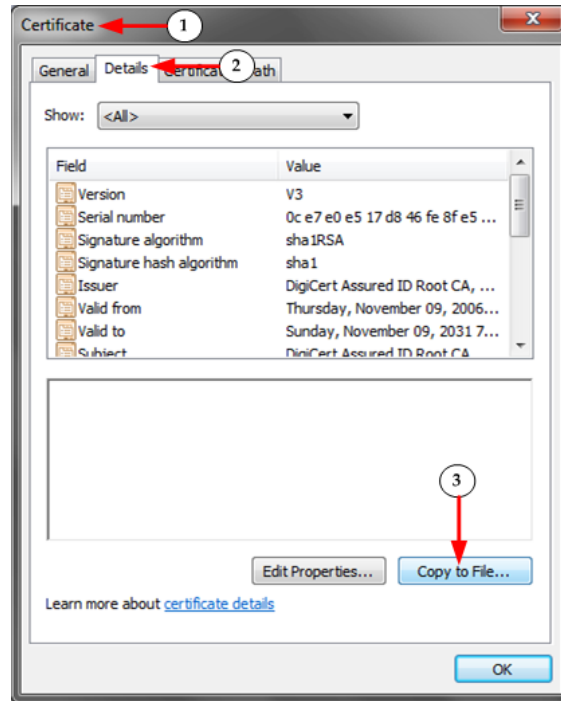 Certificate 1
General Details Certificat 2 ath
Show: <All>
Field Value
Version V3
Serial number 0c e7 e0 e5 17 d8 46 fe 8f e5 ...
Signature algorithm sha1RSA
Signature hash algorithm sha1
Issuer DigiCert Assured ID Root CA, ...
Valid from Thursday, November 09, 2006...
Valid to Sunday, November 09, 2031 7...
Subject DigiCert Assured ID Root CA
3
Edit Properties... Copy to File...
Learn more about certificate details
OK